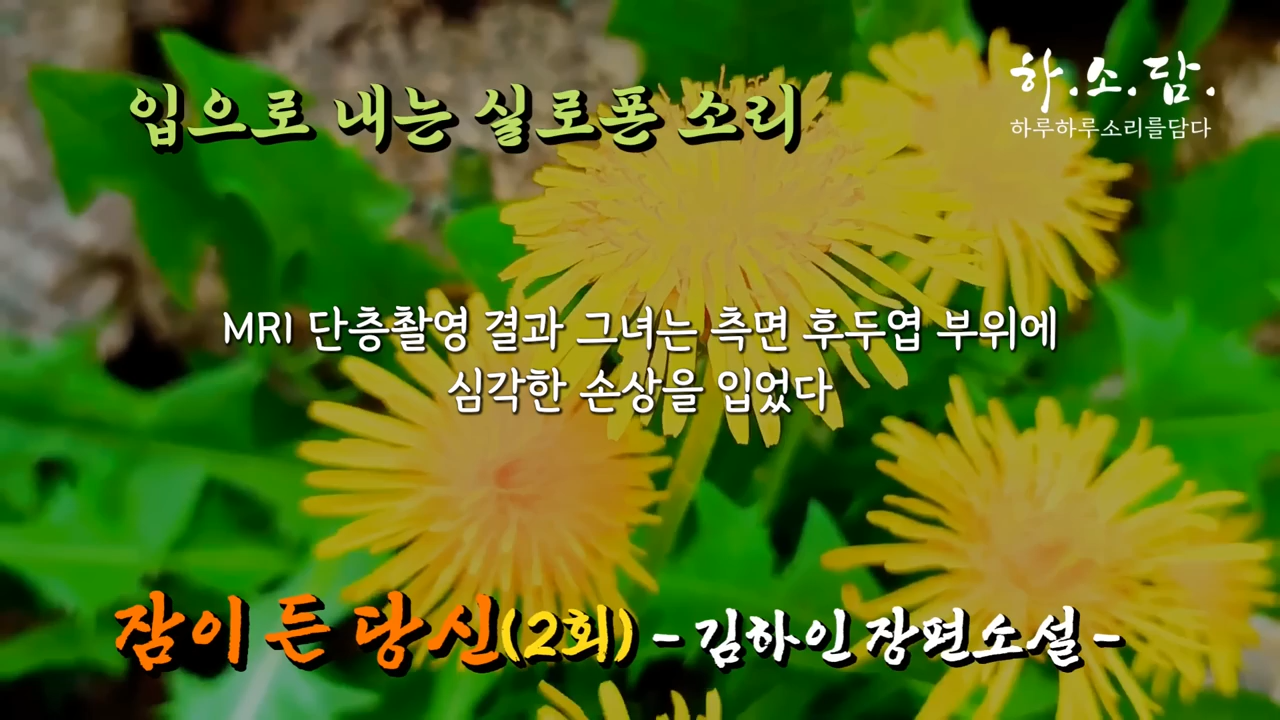 입으로 내는 실로폰 소리
하.소.담.
하루하루소리를담다
MRI 단층촬영 결과 그녀는 측면 후두엽 부위에
심각한 손상을 입었다
잠이 든 당신(2회) - 김하인 장편소설 -